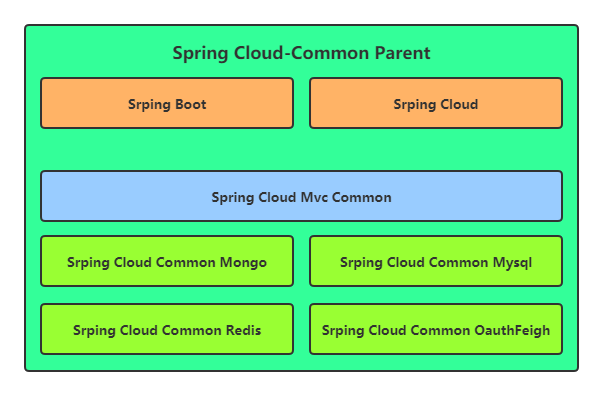 Spring Cloud-Common Parent
Srping Boot
Srping Cloud
Spring Cloud Mvc Common
Srping Cloud Common Mongo
Srping Cloud Common Mysql
Srping Cloud Common Redis
Srping Cloud Common OauthFeigh